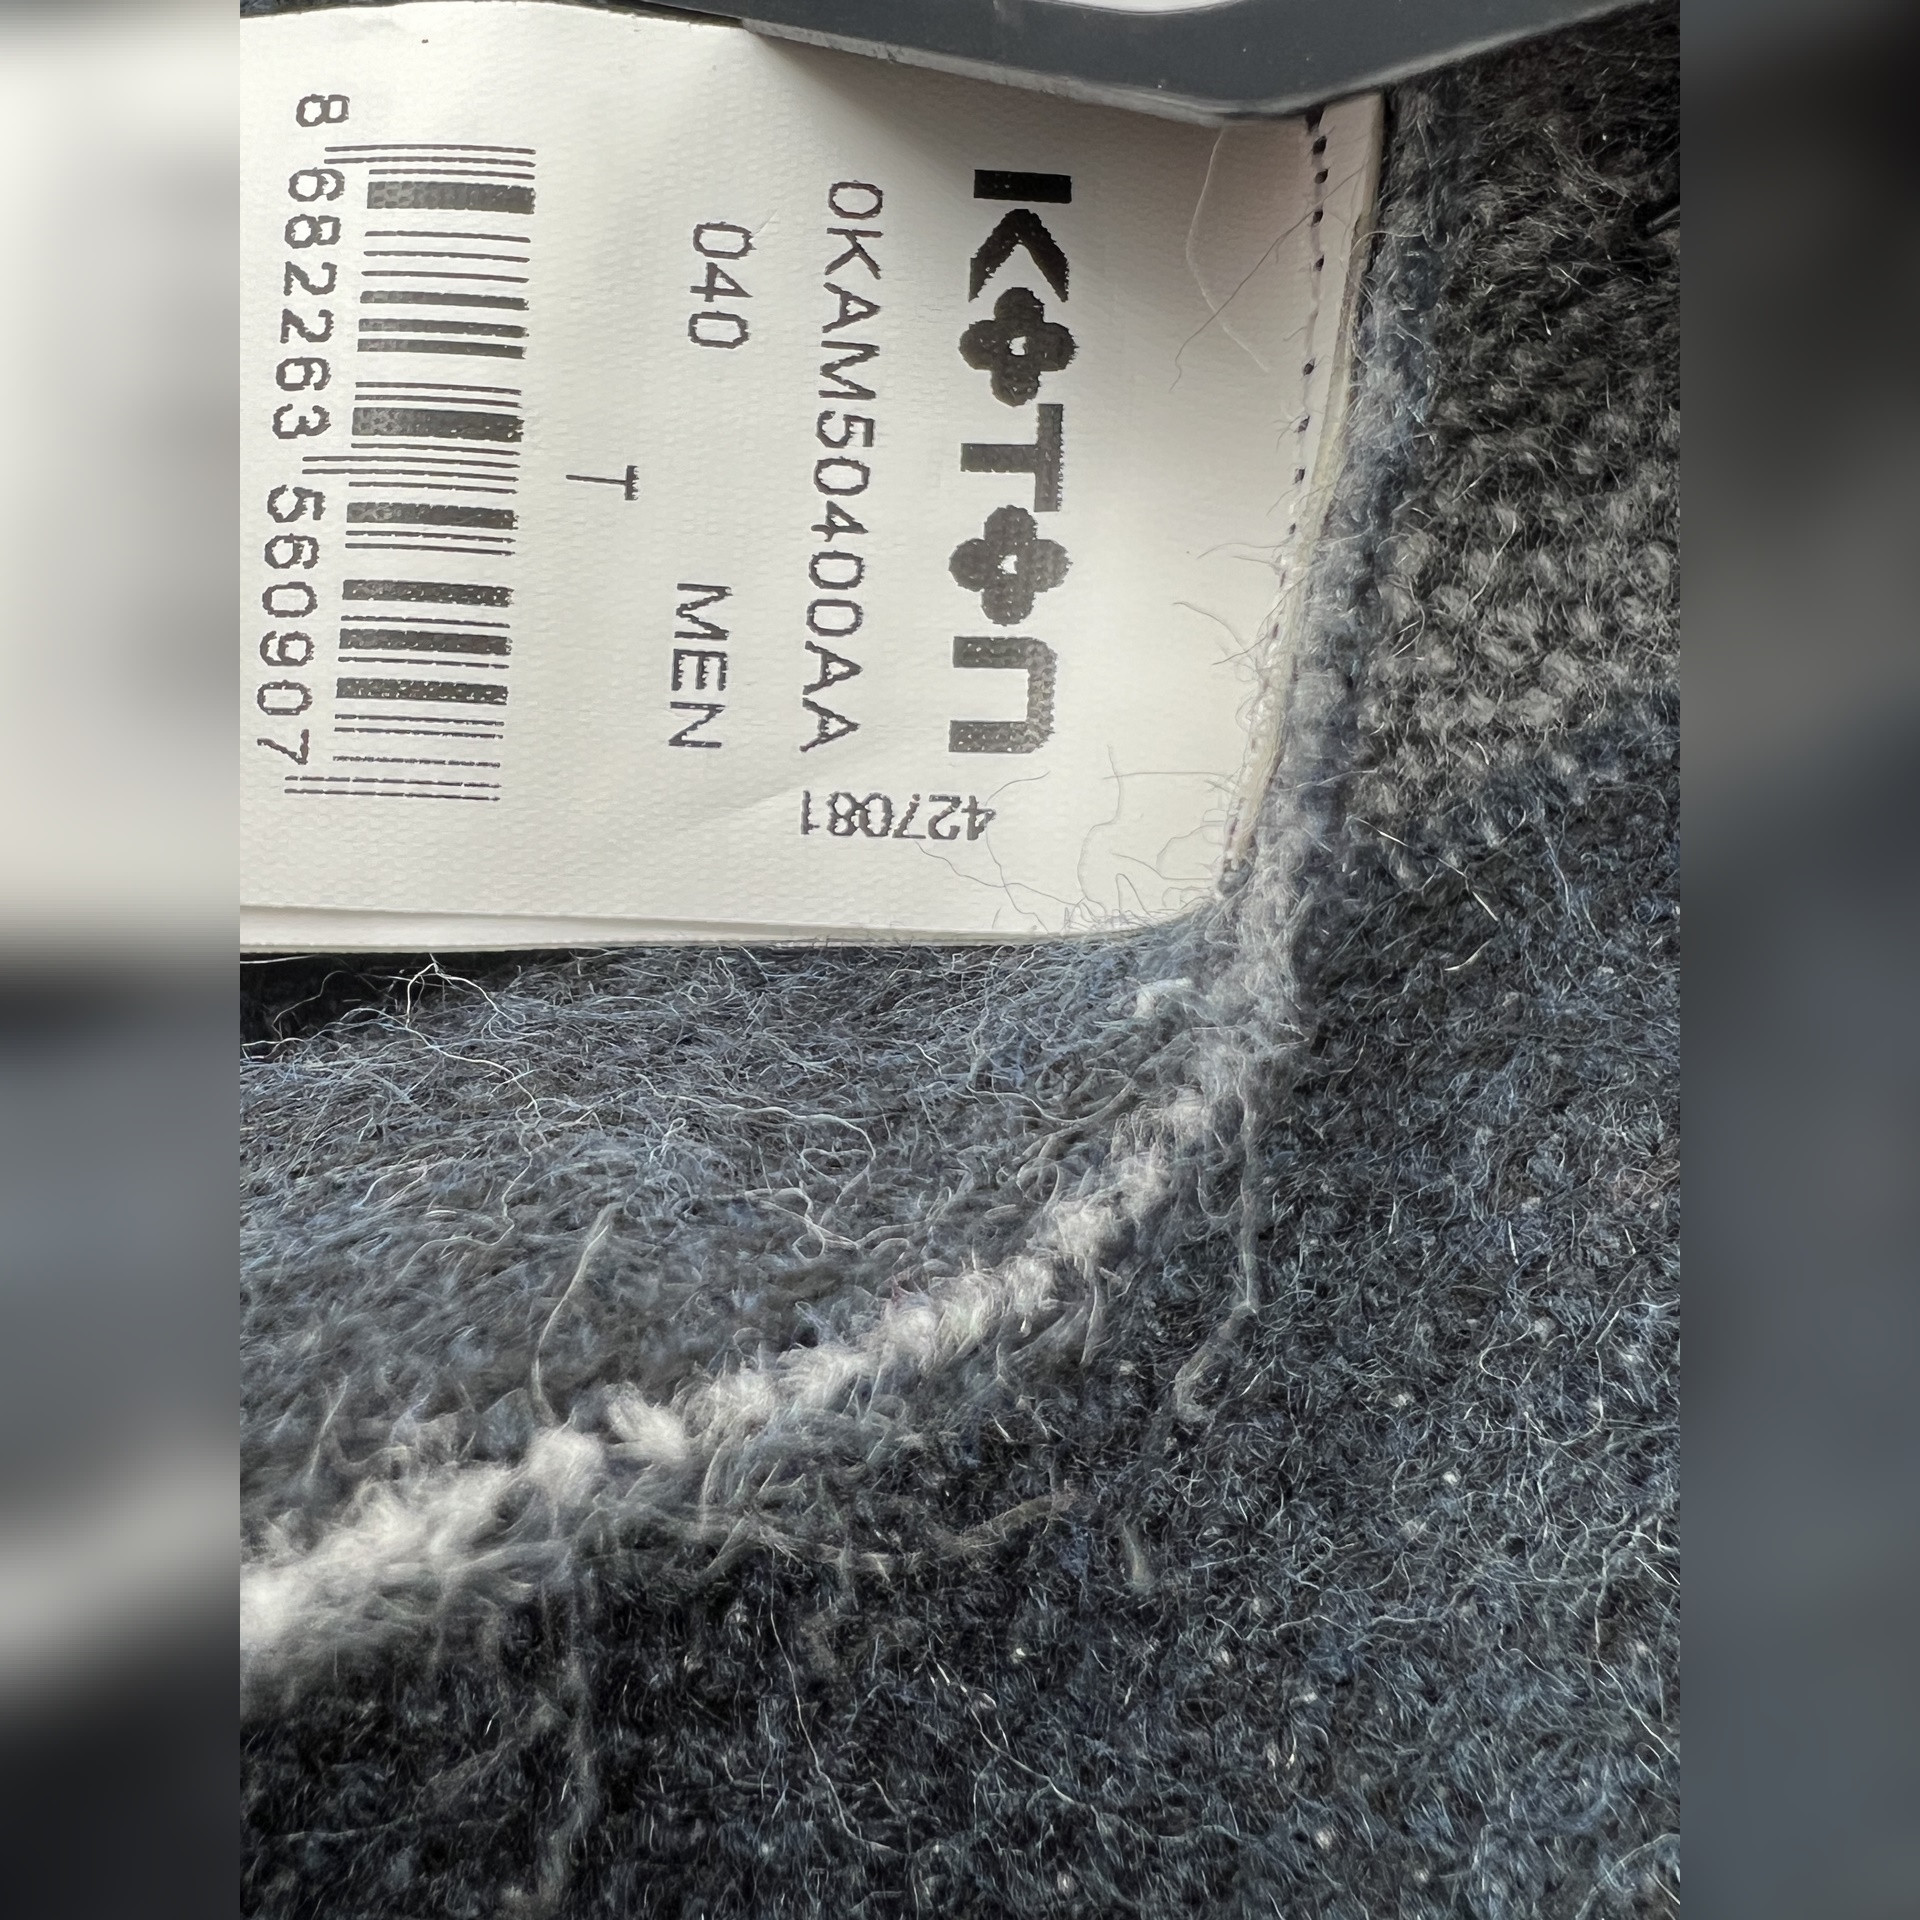 KOTON
427081
0KAM50400AA
040 MEN
T
8 682263 560907